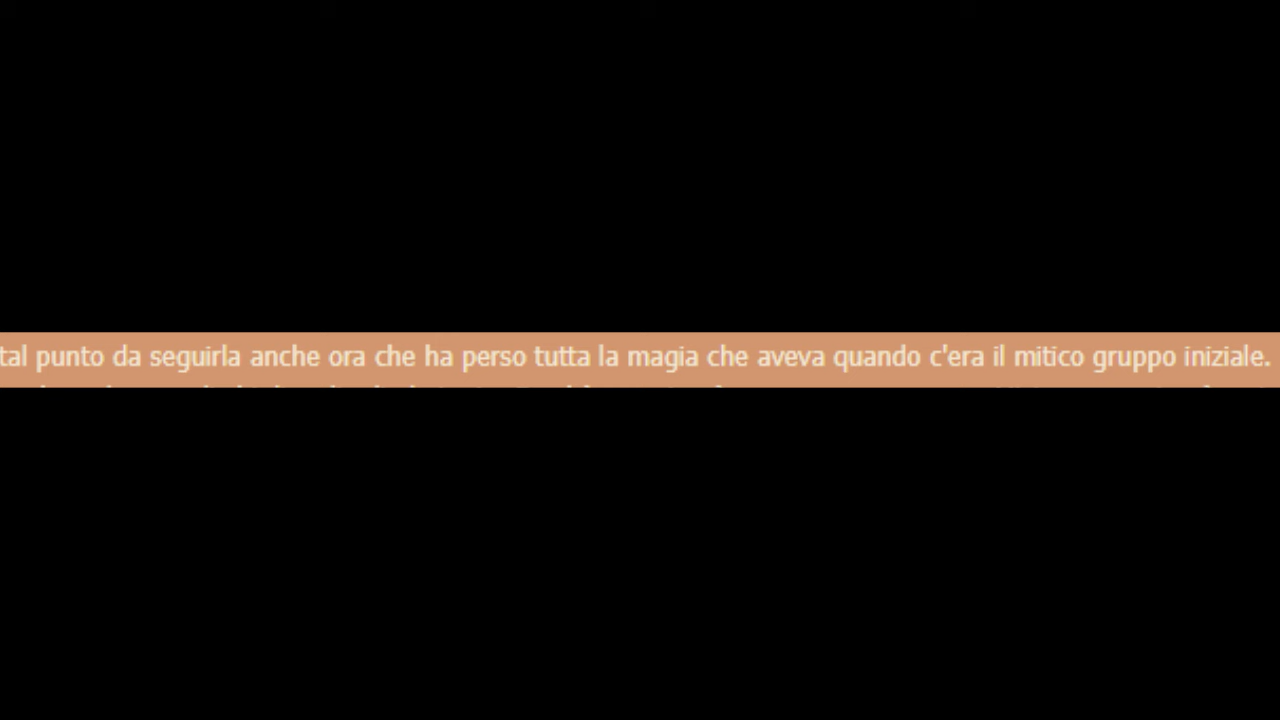 tal punto da seguirla anche ora che ha perso tutta la magia che aveva quando c'era il mitico gruppo iniziale.